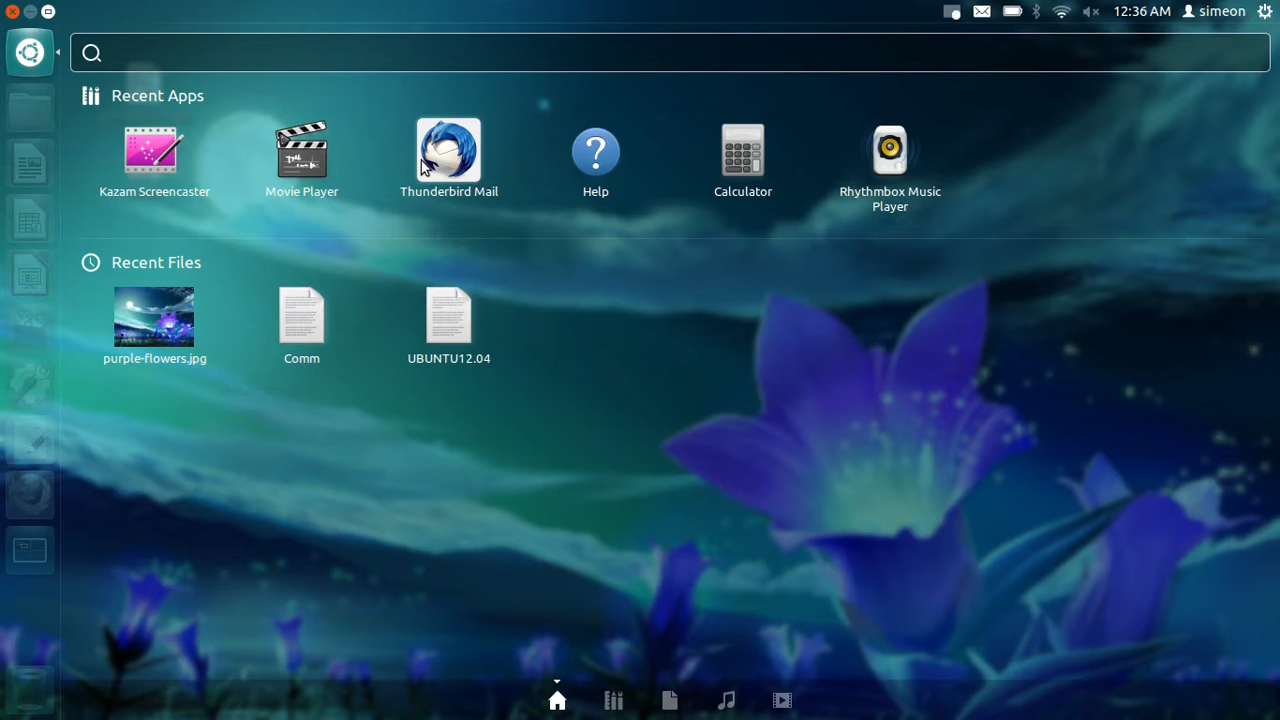 12:36 AM simeon
Recent Apps
Kazam Screencaster
Movie Player
Thunderbird Mail
Help
Calculator
Rhythmbox Music
Player
Recent Files
purple-flowers.jpg
Comm
UBUNTU12.04